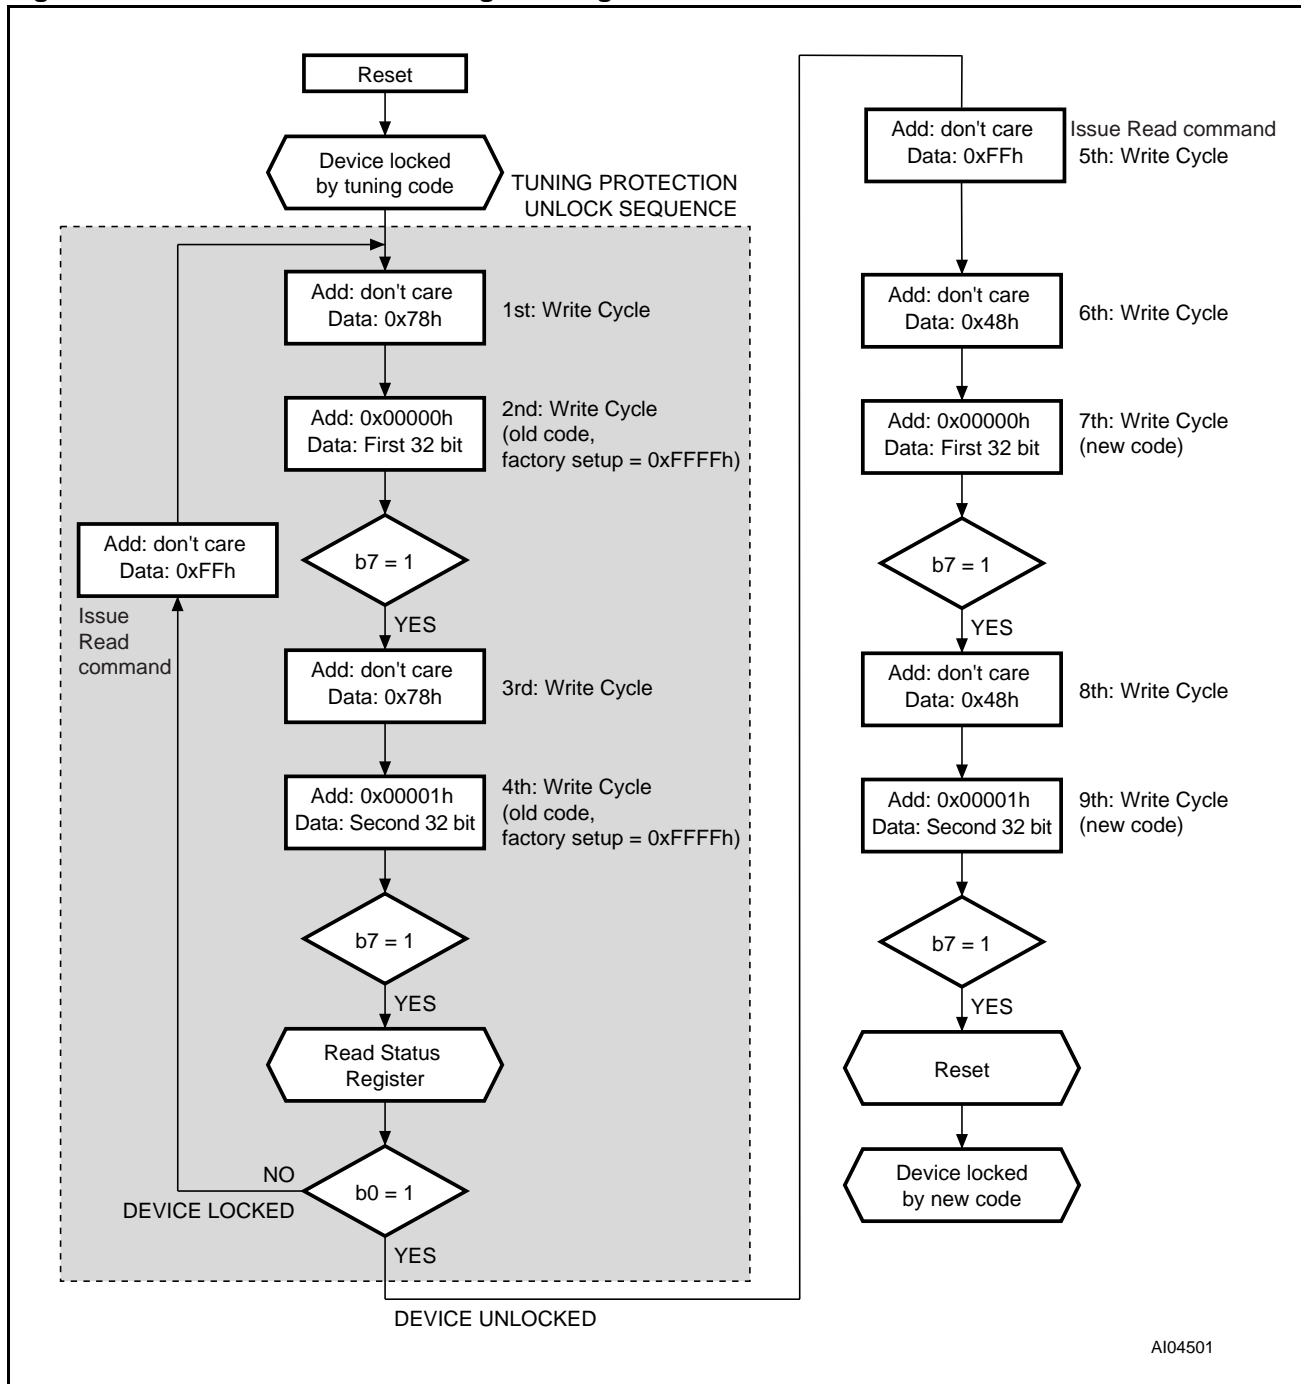 Reset
Device locked
by tuning code
TUNING PROTECTION
UNLOCK SEQUENCE
Add: don't care
Data: 0x78h
1st: Write Cycle
Add: 0x00000h
Data: First 32 bit
2nd: Write Cycle
(old code,
factory setup = 0xFFFFh)
b7 = 1
YES
Add: don't care
Data: 0xFFh
Issue
Read
command
Add: don't care
Data: 0x78h
3rd: Write Cycle
Add: 0x00001h
Data: Second 32 bit
4th: Write Cycle
(old code,
factory setup = 0xFFFFh)
b7 = 1
YES
Read Status
Register
b0 = 1
NO
DEVICE LOCKED
YES
DEVICE UNLOCKED
Add: don't care
Data: 0xFFh
Issue Read command
5th: Write Cycle
Add: don't care
Data: 0x48h
6th: Write Cycle
Add: 0x00000h
Data: First 32 bit
7th: Write Cycle
(new code)
b7 = 1
YES
Add: don't care
Data: 0x48h
8th: Write Cycle
Add: 0x00001h
Data: Second 32 bit
9th: Write Cycle
(new code)
b7 = 1
YES
Reset
Device locked
by new code
AI04501